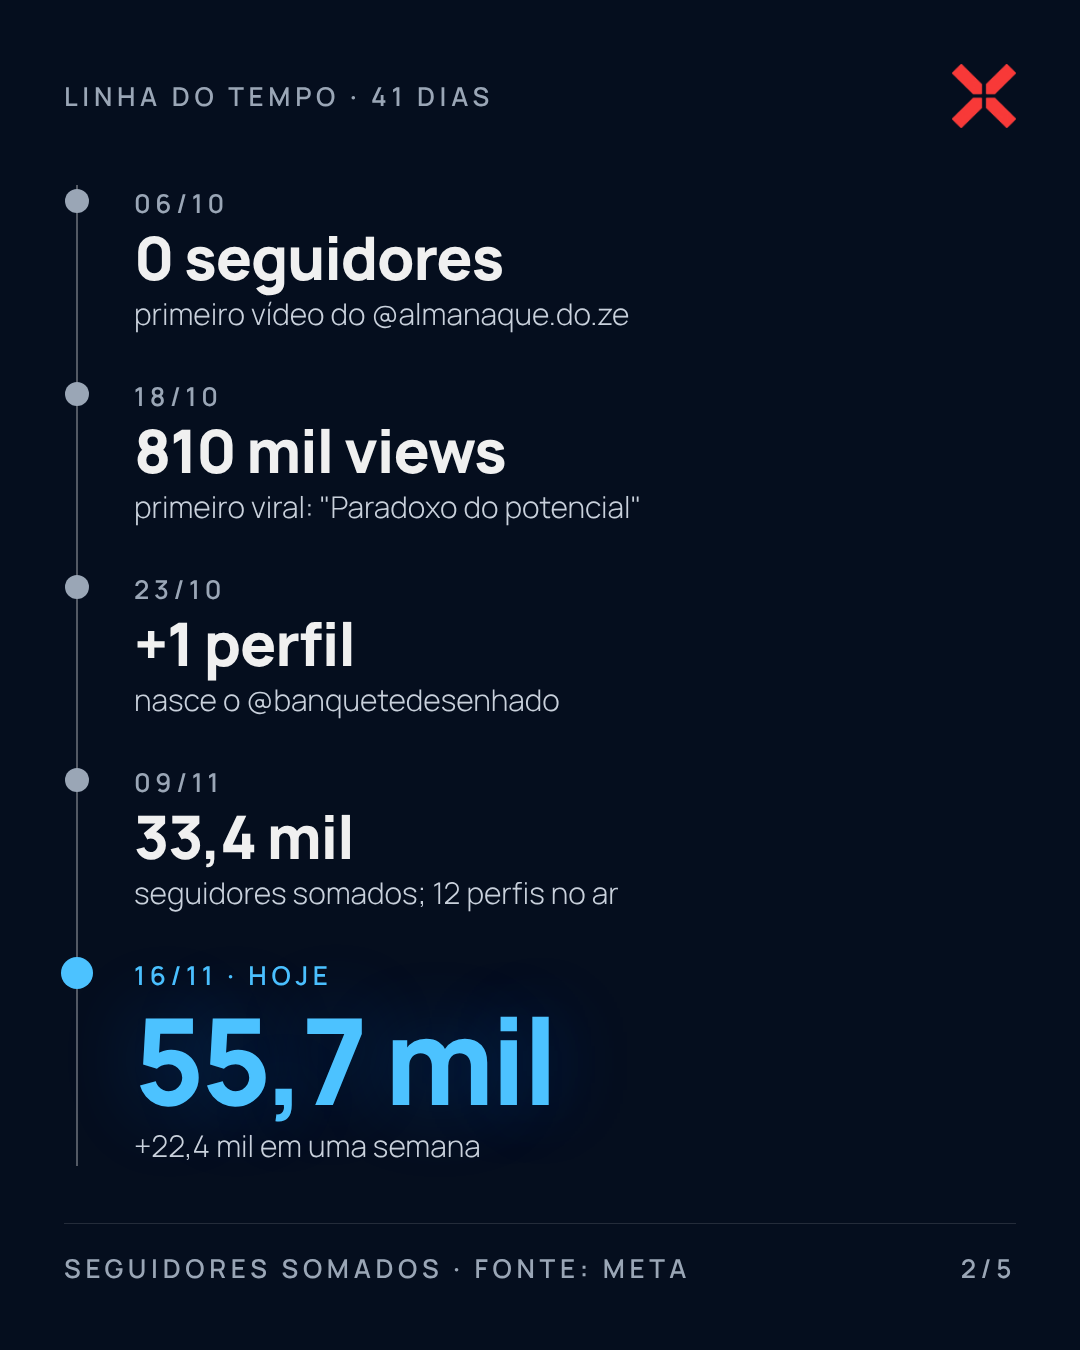 LINHA DO TEMPO · 41 DIAS
06/10
0 seguidores
primeiro vídeo do @almanaque.do.ze
18/10
810 mil views
primeiro viral: "Paradoxo do potencial"
23/10
+1 perfil
nasce o @banquetedesenhado
09/11
33,4 mil
seguidores somados; 12 perfis no ar
16/11 · HOJE
55,7 mil
+22,4 mil em uma semana
SEGUIDORES SOMADOS · FONTE: META
2/5